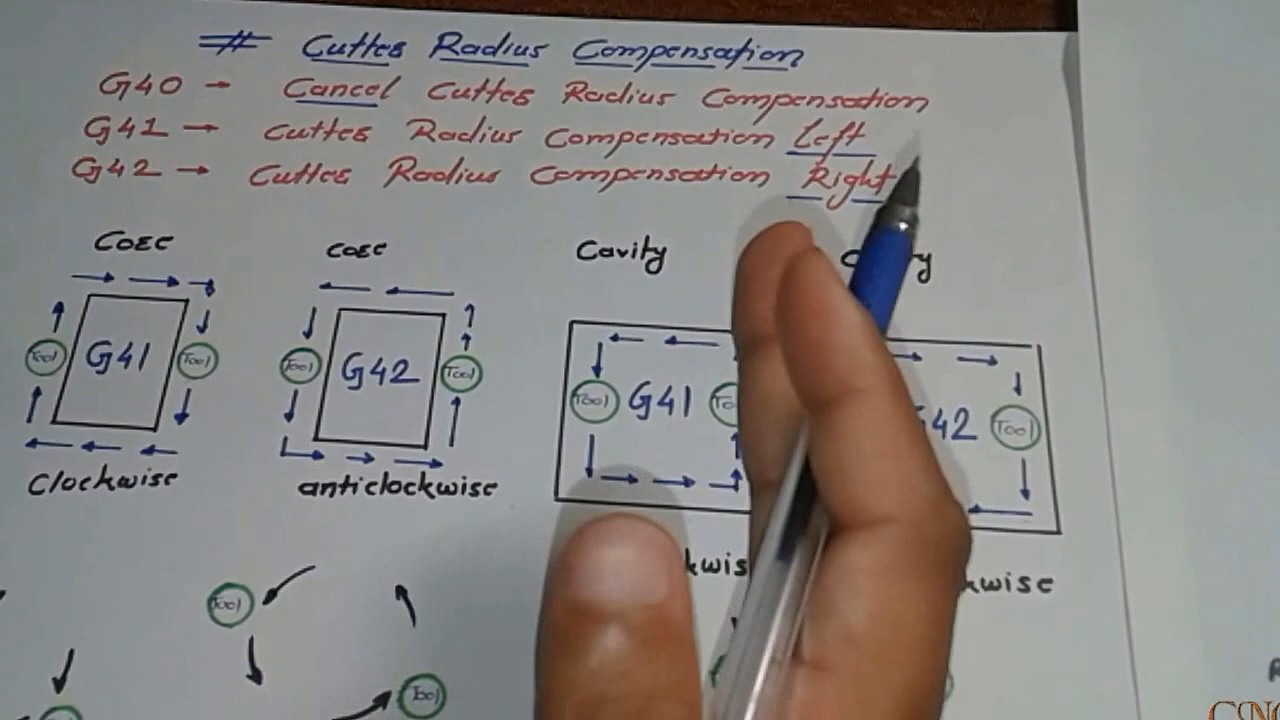 # Cutter Radius Compensation
G40 → Cancel Cutter Radius Compensation
G41 → Cutter Radius Compensation Left
G42 → Cutter Radius Compensation Right
CORE CORE Cavity
Tool G41 Tool Tool G42 Tool Tool G41 G42 Tool
Clockwise anticlockwise
Tool
Tool